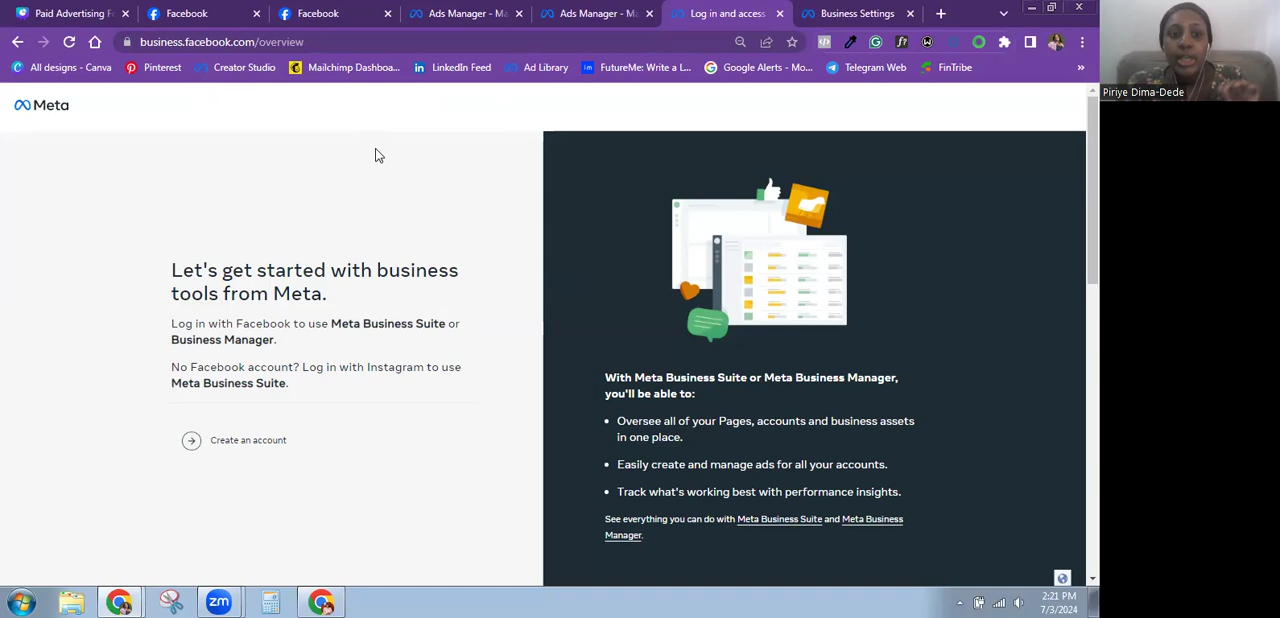 Paid Advertising Fo
Facebook
Facebook
Ads Manager - Ma
Ads Manager - Ma
Log in and access
Business Settings
business.facebook.com/overview
All designs - Canva
Pinterest
Creator Studio
Mailchimp Dashboa...
LinkedIn Feed
Ad Library
FutureMe: Write a L...
Google Alerts - Mo...
Telegram Web
FinTribe
»
Piriye Dima-Dede
Meta
Let's get started with business
tools from Meta.
Log in with Facebook to use Meta Business Suite or
Business Manager.
No Facebook account? Log in with Instagram to use
Meta Business Suite.
Create an account
With Meta Business Suite or Meta Business Manager,
you'll be able to:
• Oversee all of your Pages, accounts and business assets
in one place.
• Easily create and manage ads for all your accounts.
• Track what's working best with performance insights.
See everything you can do with Meta Business Suite and Meta Business
Manager.
zm
2:21 PM
7/3/2024